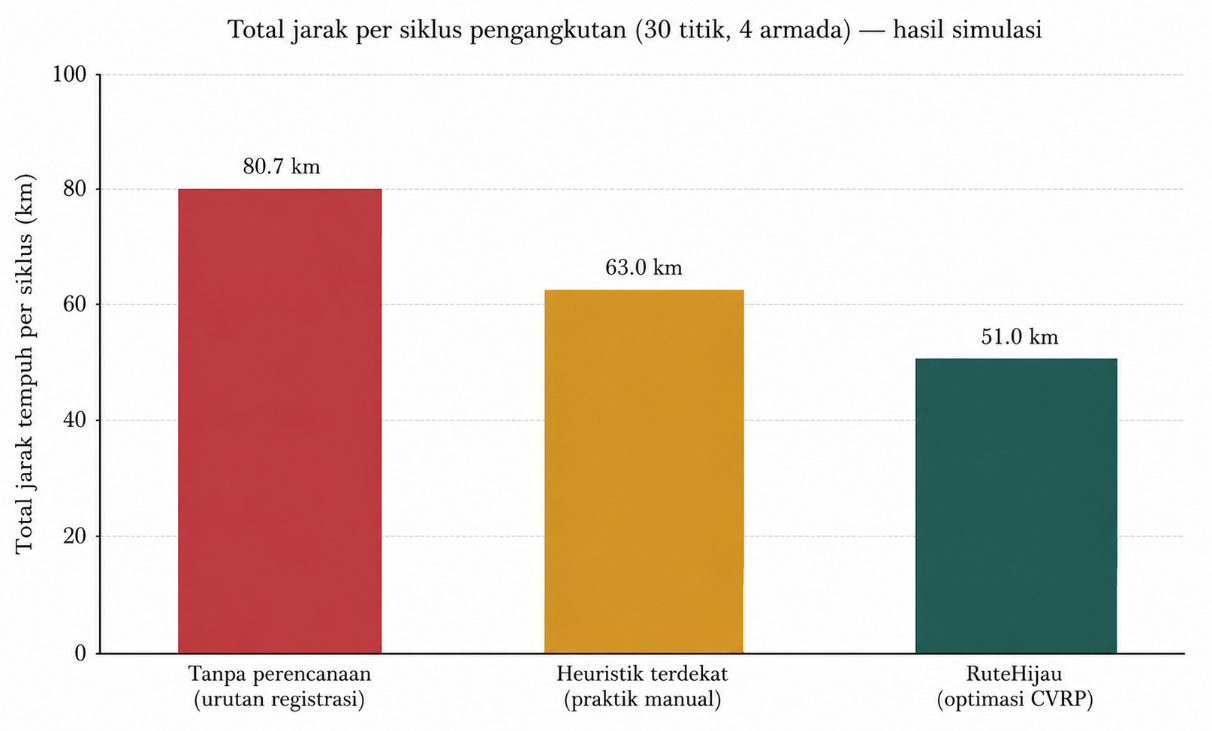 Total jarak per siklus pengangkutan (30 titik, 4 armada) — hasil simulasi
Total jarak tempuh per siklus (km)
100
80
60
40
20
0
80.7 km
63.0 km
51.0 km
Tanpa perencanaan
(urutan registrasi)
Heuristik terdekat
(praktik manual)
RuteHijau
(optimasi CVRP)